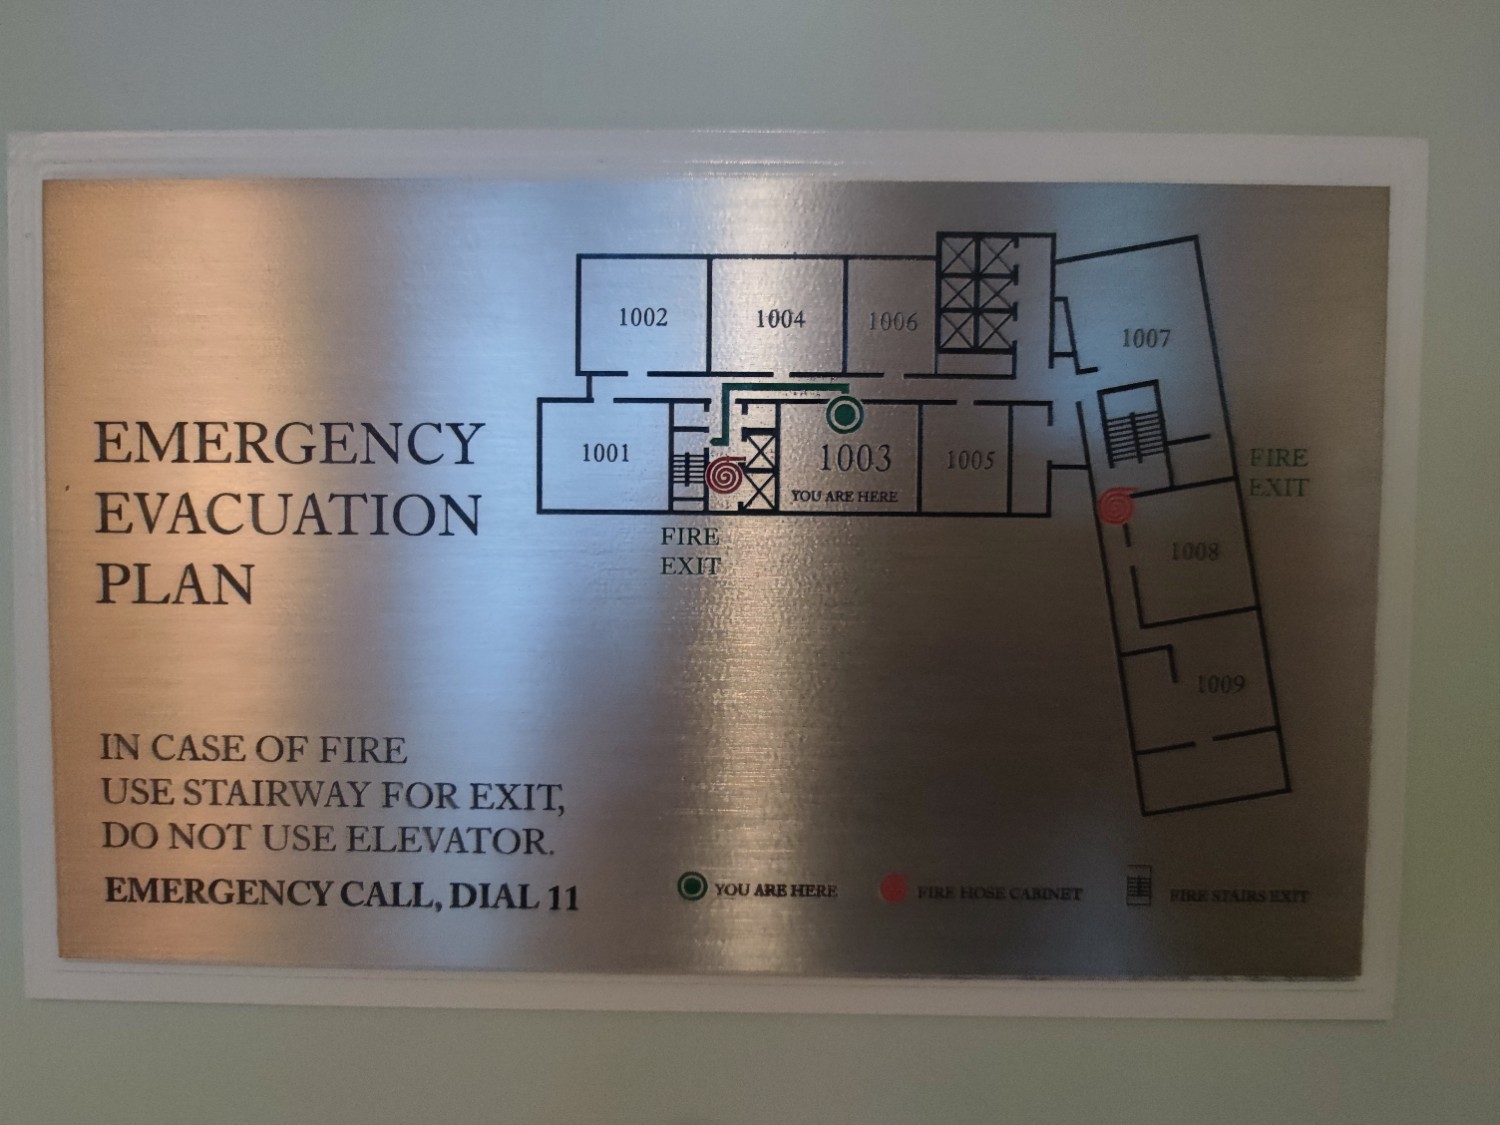 EMERGENCY
EVACUATION
PLAN
IN CASE OF FIRE
USE STAIRWAY FOR EXIT,
DO NOT USE ELEVATOR.
EMERGENCY CALL, DIAL 11
1002
1004
1006
1007
1001
1003
1005
YOU ARE HERE
FIRE
EXIT
FIRE
EXIT
1008
1009
YOU ARE HERE
FIRE HOSE CABINET
FIRE STAIRS EXIT